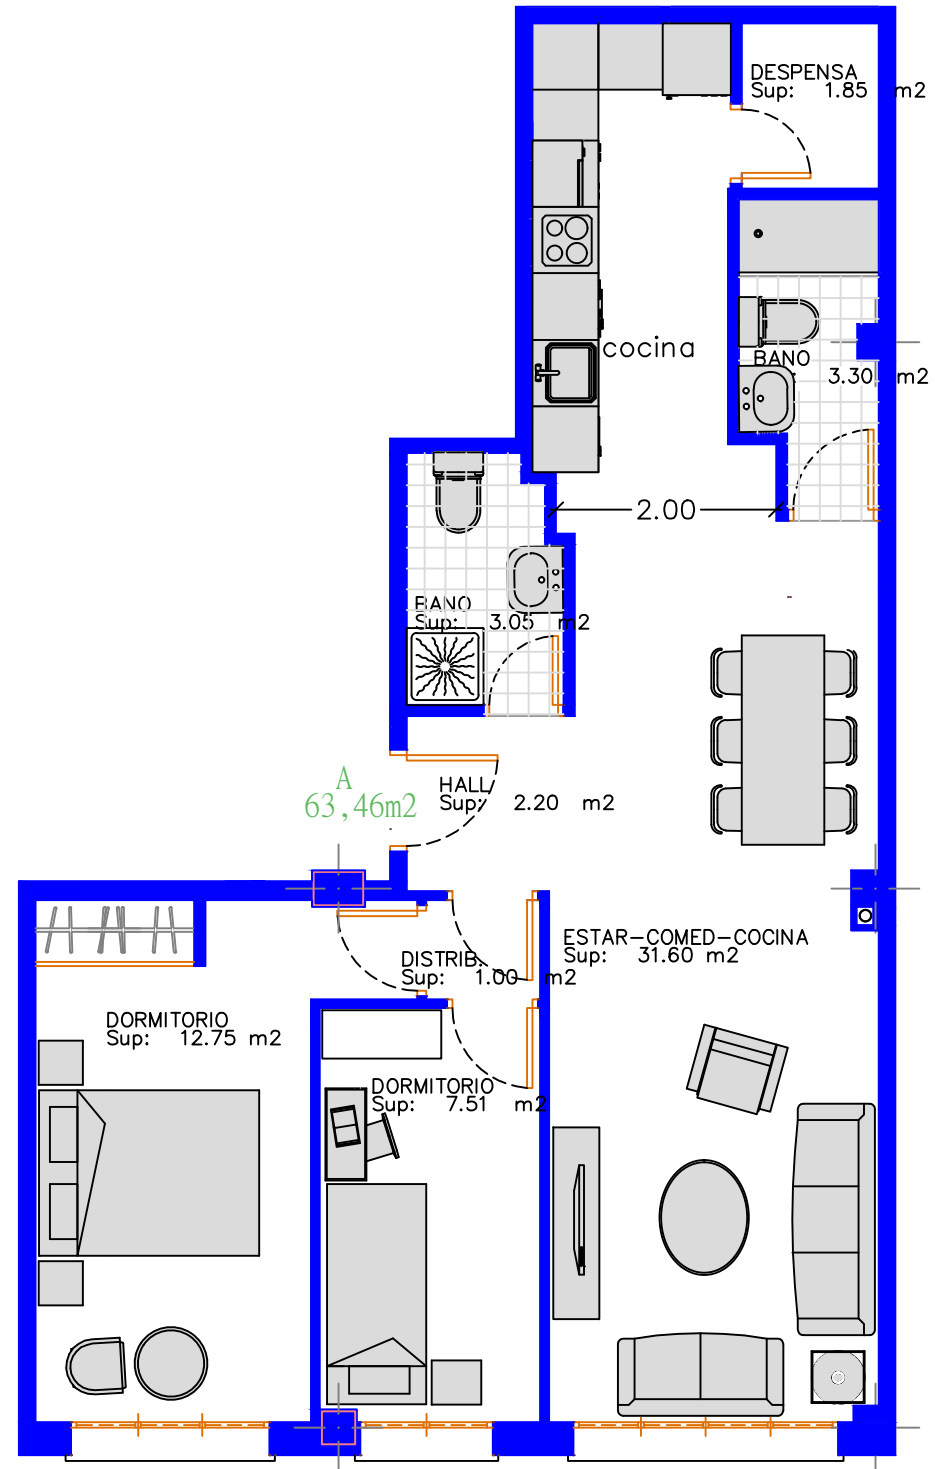 DESPENSA
Sup: 1.85 m2
cocina
BANO
3.30 m2
2.00
BANO
Sup: 3.05 m2
A
63,46m2
HALL
Sup: 2.20 m2
ESTAR-COMED-COCINA
Sup: 31.60 m2
DISTRIB.
Sup: 1.00 m2
DORMITORIO
Sup: 12.75 m2
DORMITORIO
Sup: 7.51 m2